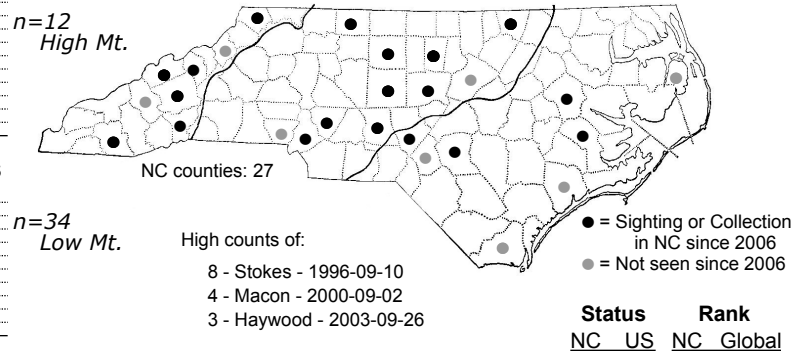 n=12
High Mt.
NC counties: 27
n=34
Low Mt.
High counts of:
8 - Stokes - 1996-09-10
4 - Macon - 2000-09-02
3 - Haywood - 2003-09-26
= Sighting or Collection
in NC since 2006
= Not seen since 2006
Status Rank
NC US NC Global